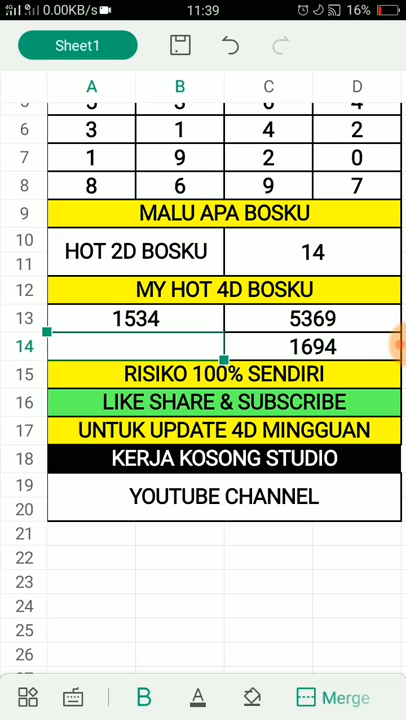 4G 0.00KB/s 11:39 16%
Sheet1
A B C D
6 3 1 4 2
7 1 9 2 0
8 8 6 9 7
9 MALU APA BOSKU
10 HOT 2D BOSKU 14
11
12 MY HOT 4D BOSKU
13 1534 5369
14 1694
15 RISIKO 100% SENDIRI
16 LIKE SHARE & SUBSCRIBE
17 UNTUK UPDATE 4D MINGGUAN
18 KERJA KOSONG STUDIO
19 YOUTUBE CHANNEL
20
21
22
23
24
25
26
B A Merge